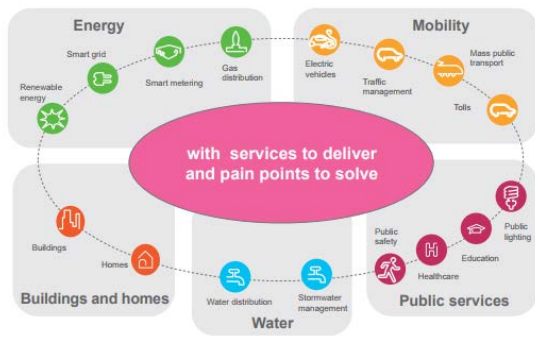 Energy
Smart grid
Renewable
energy
Smart metering
Gas
distribution
Mobility
Electric
vehicles
Traffic
management
Mass public
transport
Tolls
with services to deliver
and pain points to solve
Buildings
Homes
Buildings and homes
Water distribution
Stormwater
management
Water
Public
safety
Healthcare
Education
Public
lighting
Public services